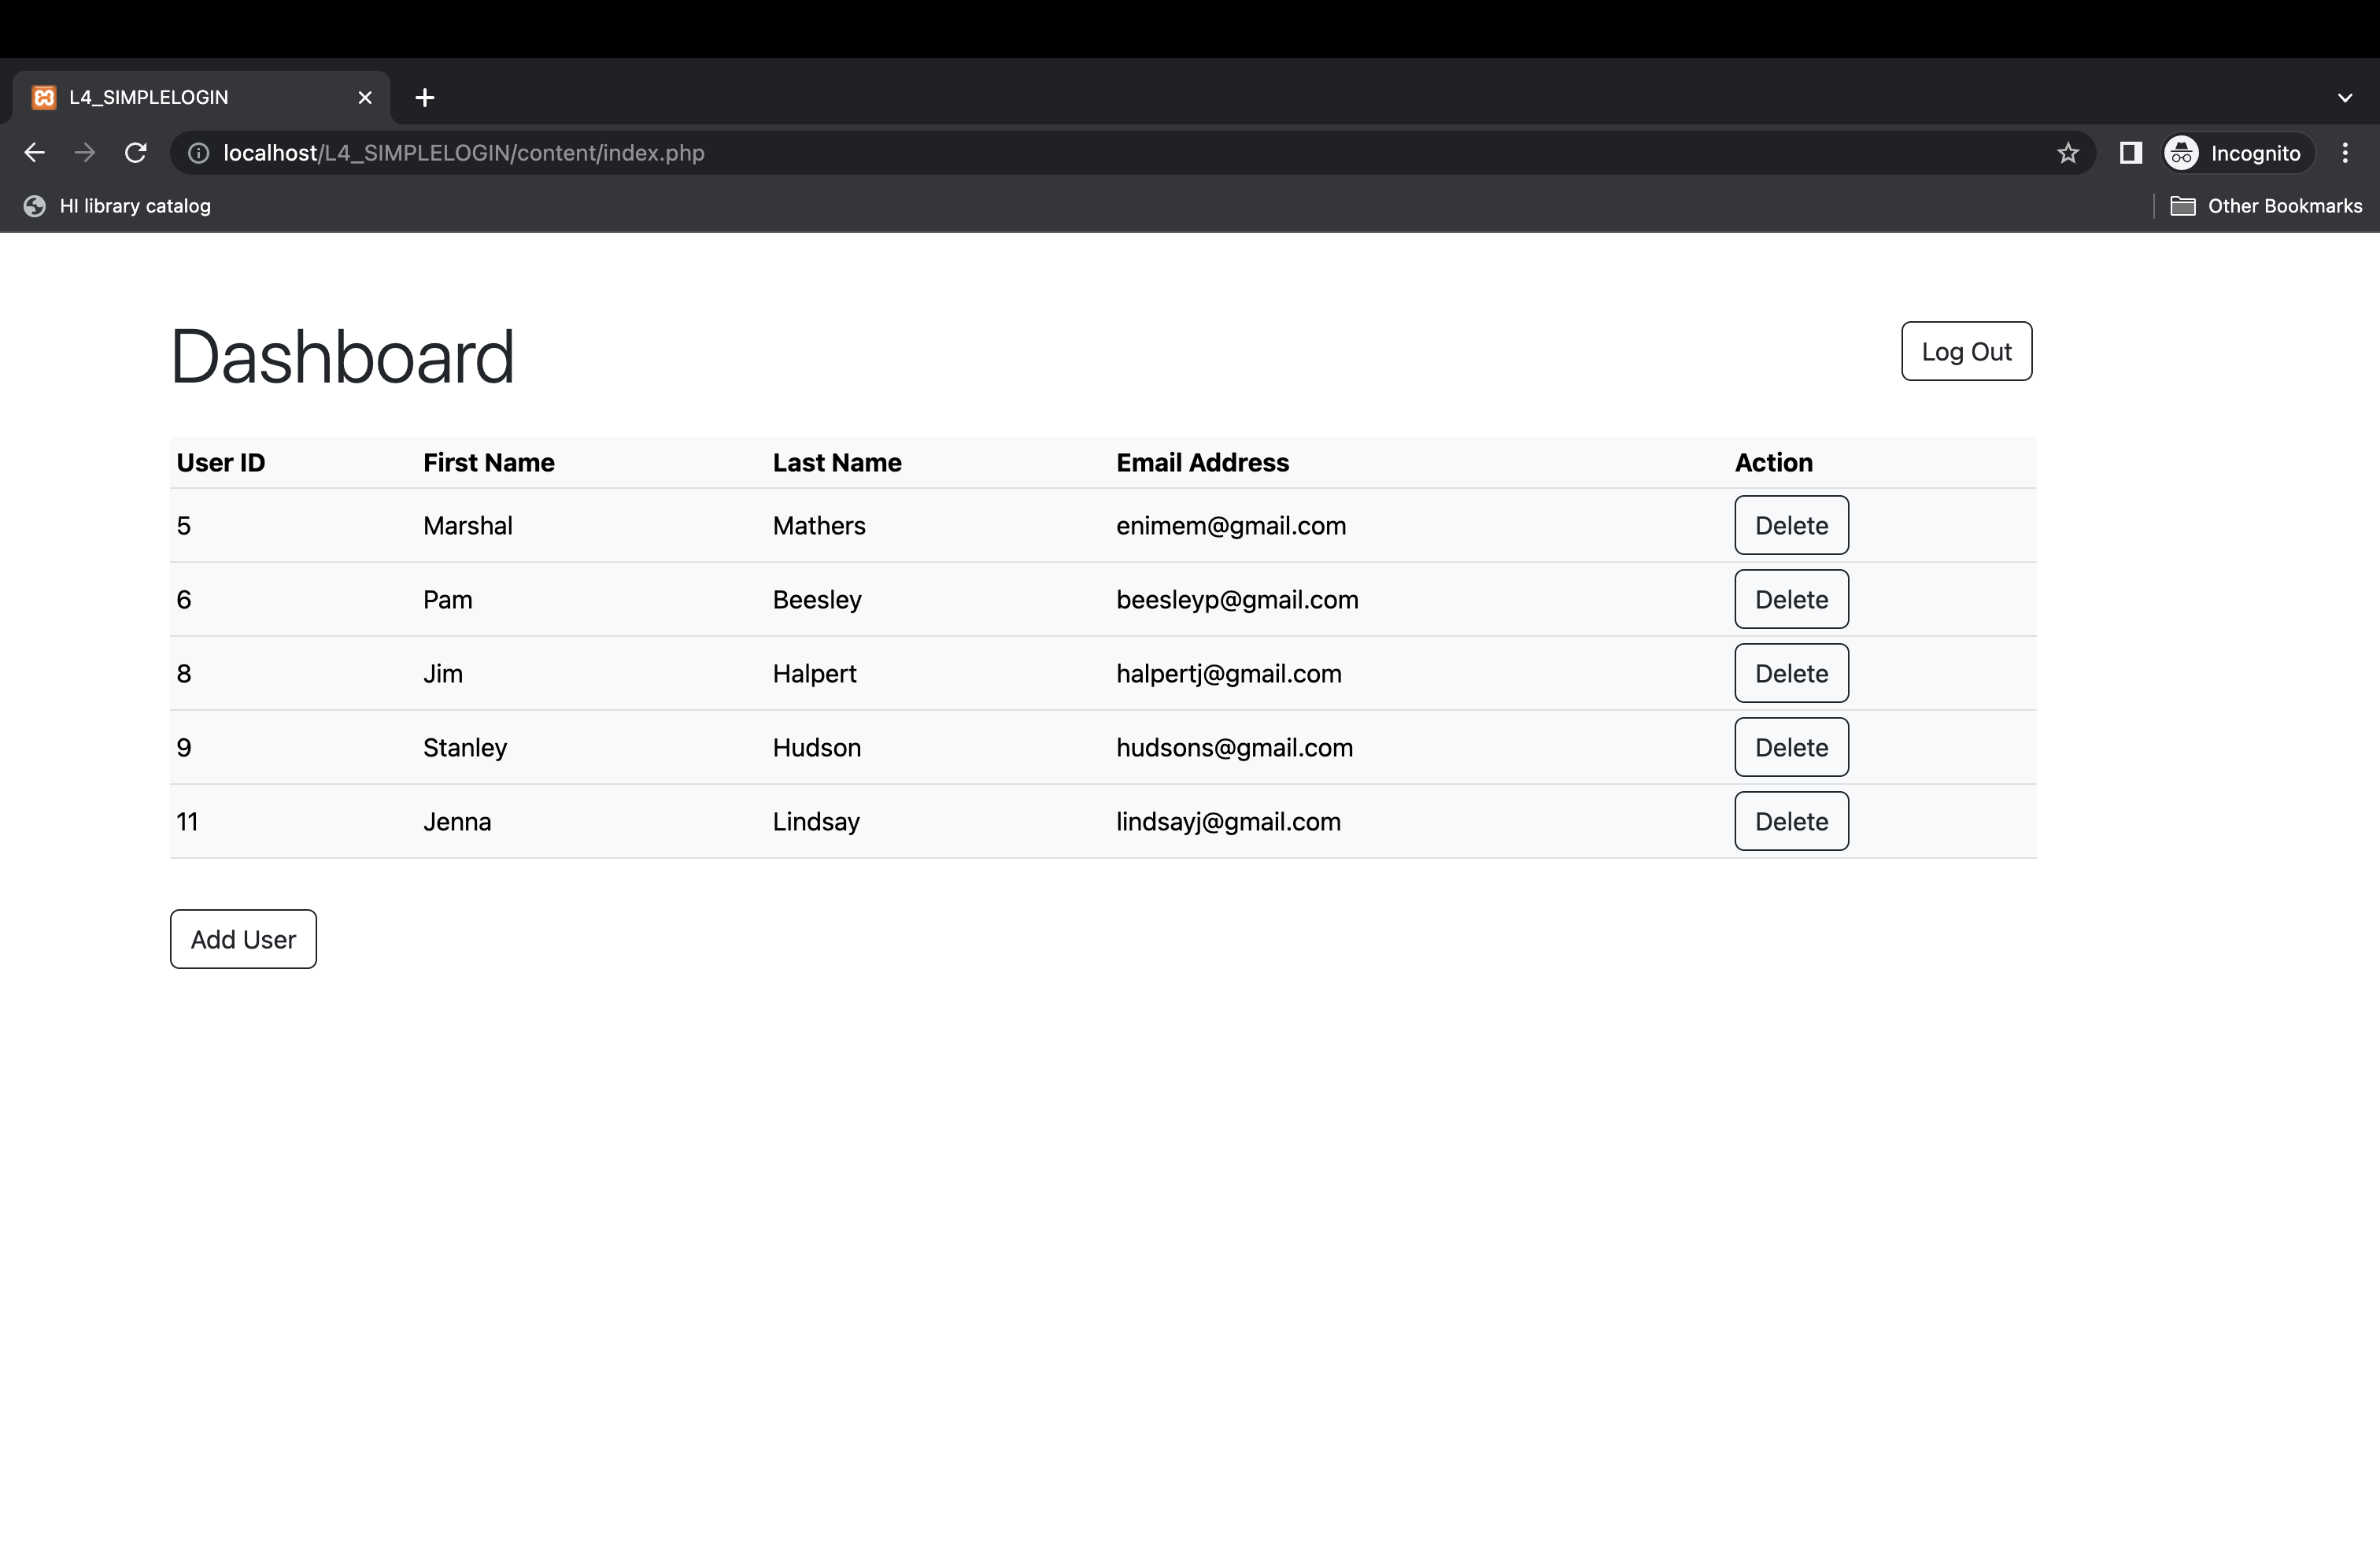 L4_SIMPLELOGIN
localhost/L4_SIMPLELOGIN/content/index.php
Incognito
HI library catalog
Other Bookmarks
Dashboard
Log Out
User ID First Name Last Name Email Address Action
5 Marshal Mathers enimem@gmail.com Delete
6 Pam Beesley beesleyp@gmail.com Delete
8 Jim Halpert halpertj@gmail.com Delete
9 Stanley Hudson hudsons@gmail.com Delete
11 Jenna Lindsay lindsayj@gmail.com Delete
Add User